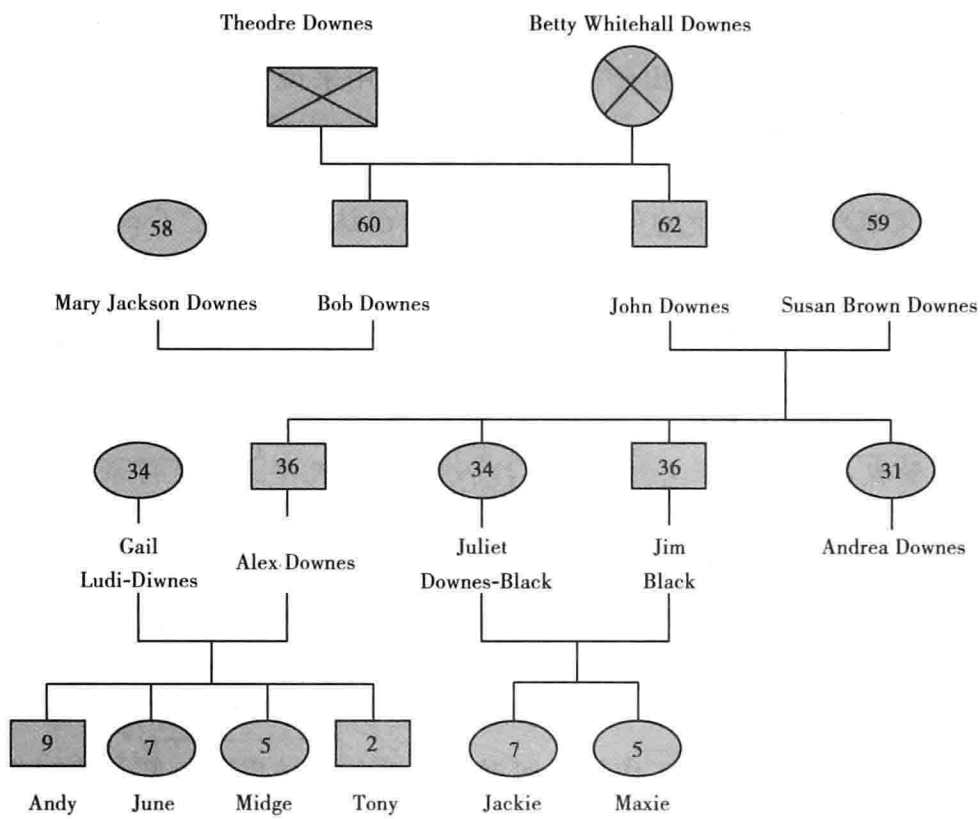 Theodre Downes
Betty Whitehall Downes
58
60
62
59
Mary Jackson Downes
Bob Downes
John Downes
Susan Brown Downes
34
36
34
36
31
Gail
Ludi-Diwnes
Alex Downes
Juliet
Downes-Black
Jim
Black
Andrea Downes
9
7
5
2
7
5
Andy
June
Midge
Tony
Jackie
Maxie